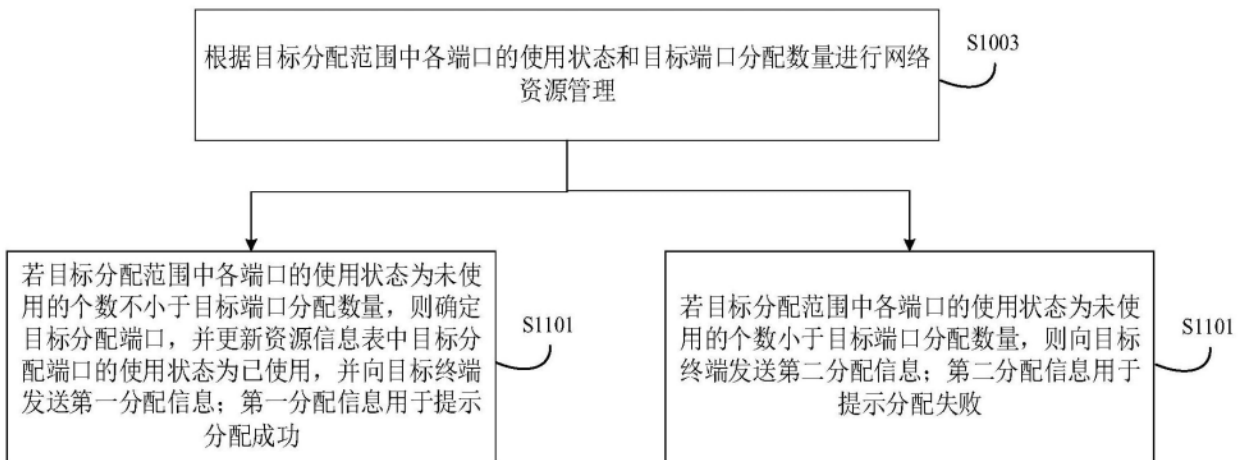 根据目标分配范围中各端口的使用状态和目标端口分配数量进行网络
资源管理
S1003
若目标分配范围中各端口的使用状态为未使
用的个数不小于目标端口分配数量，则确定
目标分配端口，并更新资源信息表中目标分
配端口的使用状态为已使用，并向目标终端
发送第一分配信息；第一分配信息用于提示
分配成功
S1101
若目标分配范围中各端口的使用状态为未使
用的个数小于目标端口分配数量，则向目标
终端发送第二分配信息；第二分配信息用于
提示分配失败
S1101